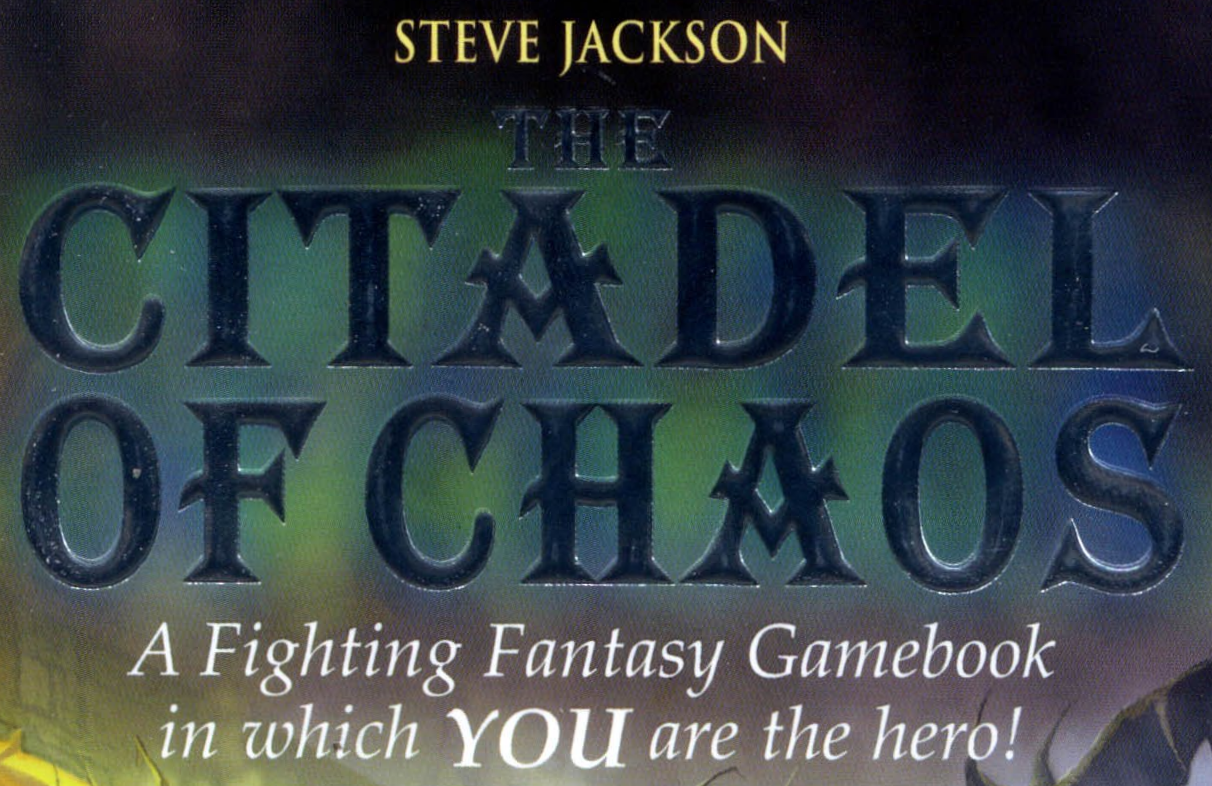 STEVE JACKSON
THE
CITADEL
OF CHAOS
A Fighting Fantasy Gamebook
in which YOU are the hero!